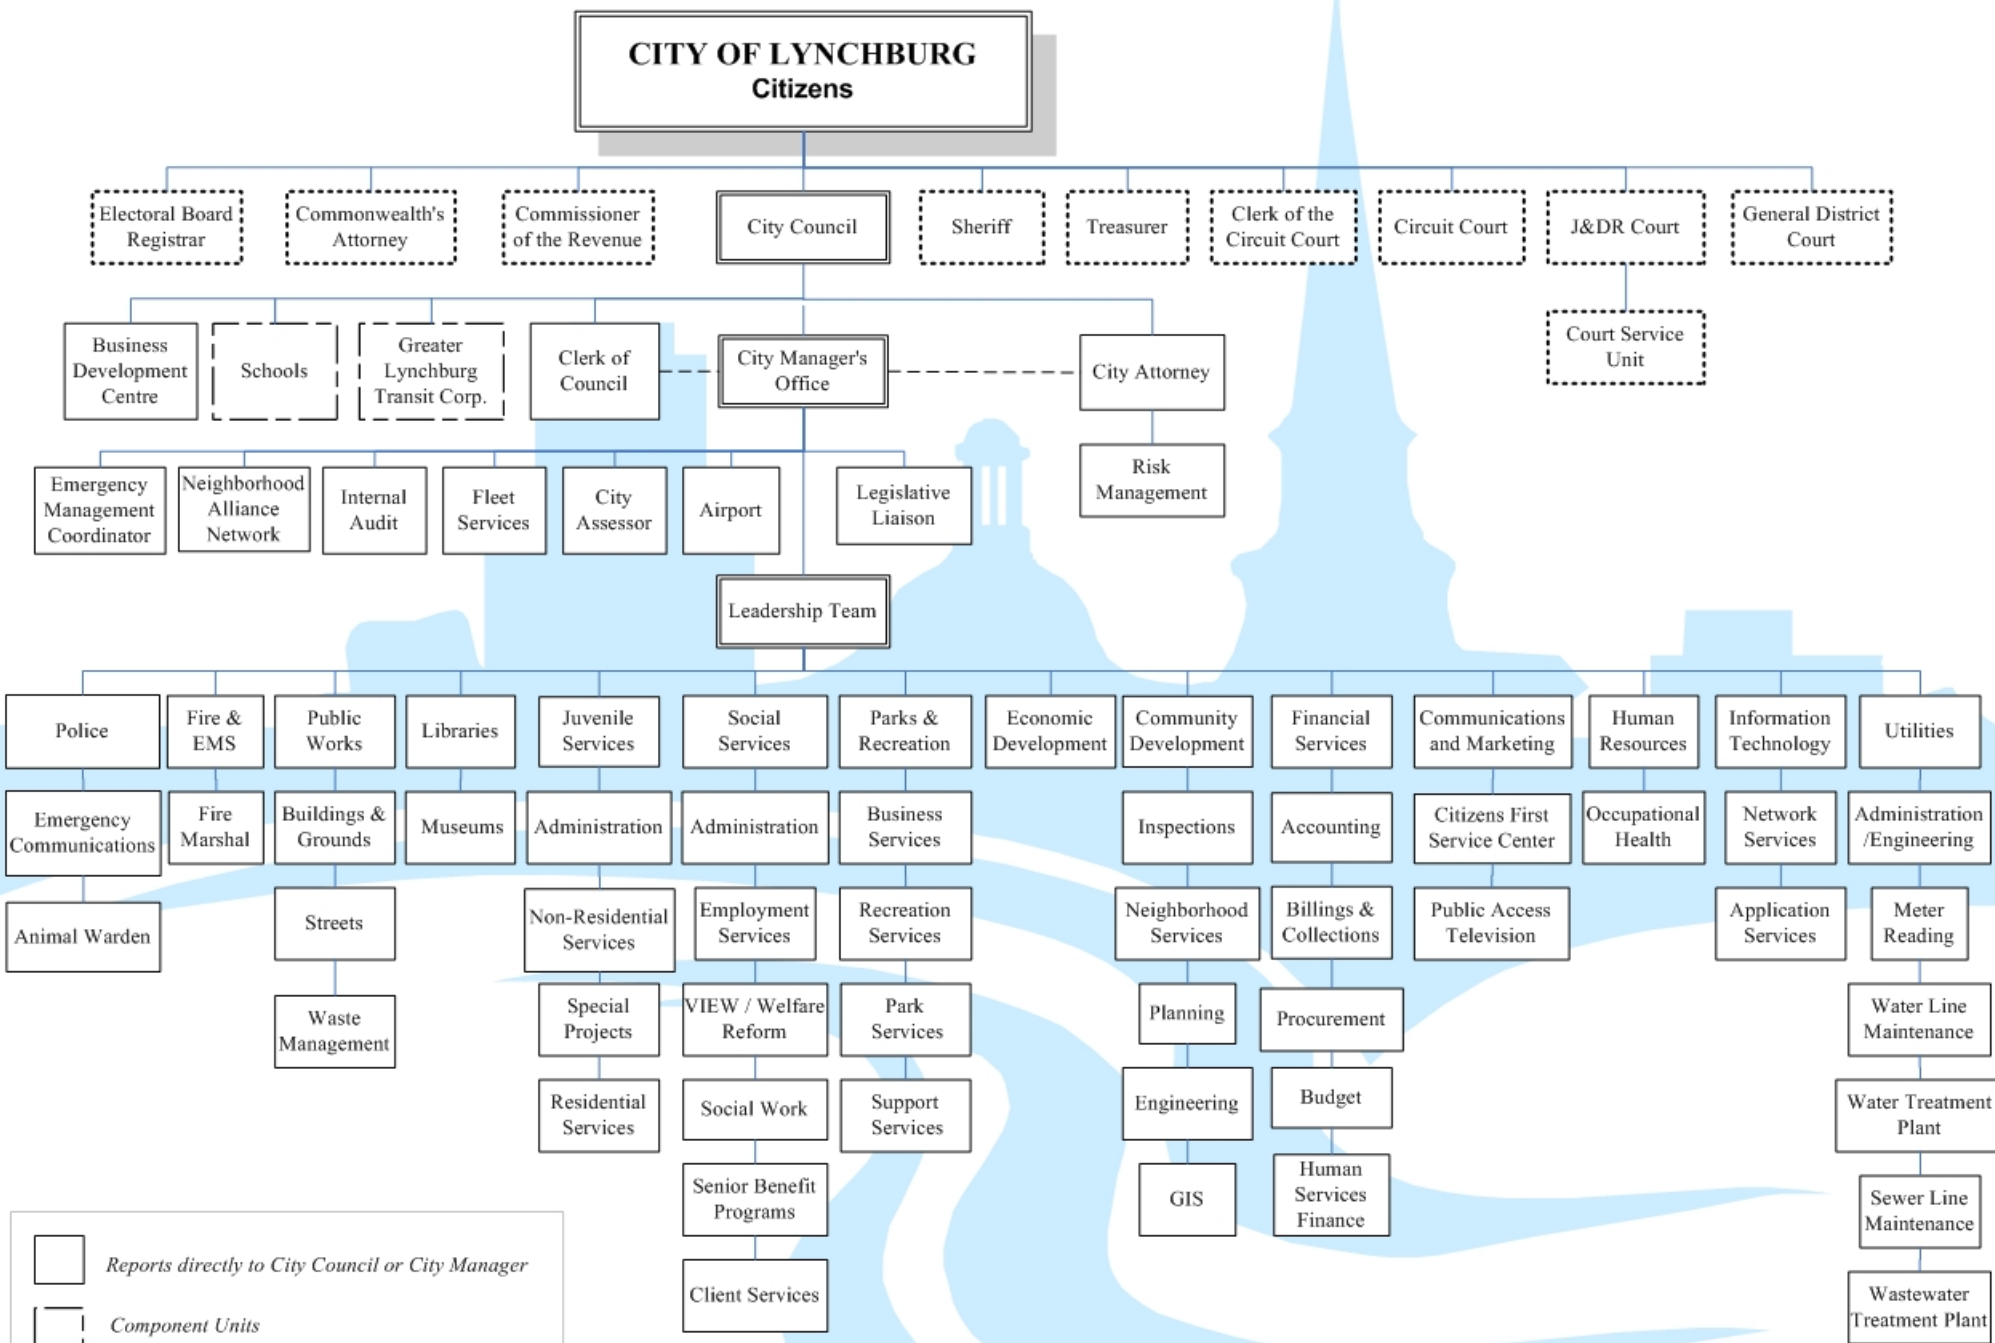 CITY OF LYNCHBURG
Citizens
Electoral Board
Registrar
Commonwealth's
Attorney
Commissioner
of the Revenue
City Council
Sheriff
Treasurer
Clerk of the
Circuit Court
Circuit Court
J&DR Court
General District
Court
Court Service
Unit
Business
Development
Centre
Schools
Greater
Lynchburg
Transit Corp.
Clerk of
Council
City Manager's
Office
City Attorney
Risk
Management
Emergency
Management
Coordinator
Neighborhood
Alliance
Network
Internal
Audit
Fleet
Services
City
Assessor
Airport
Legislative
Liaison
Leadership Team
Police
Fire &
EMS
Public
Works
Libraries
Juvenile
Services
Social
Services
Parks &
Recreation
Economic
Development
Community
Development
Financial
Services
Communications
and Marketing
Human
Resources
Information
Technology
Utilities
Emergency
Communications
Fire
Marshal
Buildings &
Grounds
Museums
Administration
Administration
Business
Services
Inspections
Accounting
Citizens First
Service Center
Occupational
Health
Network
Services
Administration
/Engineering
Animal Warden
Streets
Non-Residential
Services
Employment
Services
Recreation
Services
Neighborhood
Services
Billings &
Collections
Public Access
Television
Application
Services
Meter
Reading
Waste
Management
Special
Projects
VIEW / Welfare
Reform
Park
Services
Planning
Procurement
Water Line
Maintenance
Residential
Services
Social Work
Support
Services
Engineering
Budget
Water Treatment
Plant
Senior Benefit
Programs
GIS
Human
Services
Finance
Sewer Line
Maintenance
Client Services
Wastewater
Treatment Plant
Reports directly to City Council or City Manager
Component Units